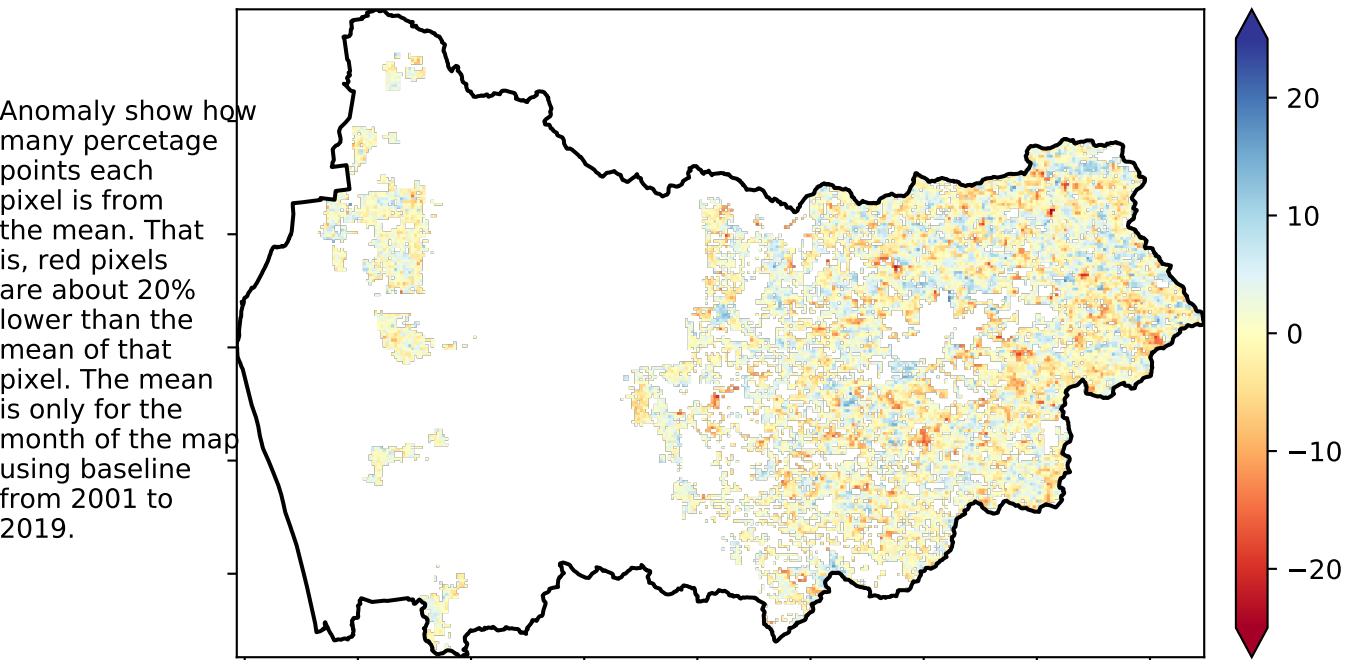 Anomaly show how
many percetage
points each
pixel is from
the mean. That
is, red pixels
are about 20%
lower than the
mean of that
pixel. The mean
is only for the
month of the map
using baseline
from 2001 to
2019.
20
10
0
−10
−20